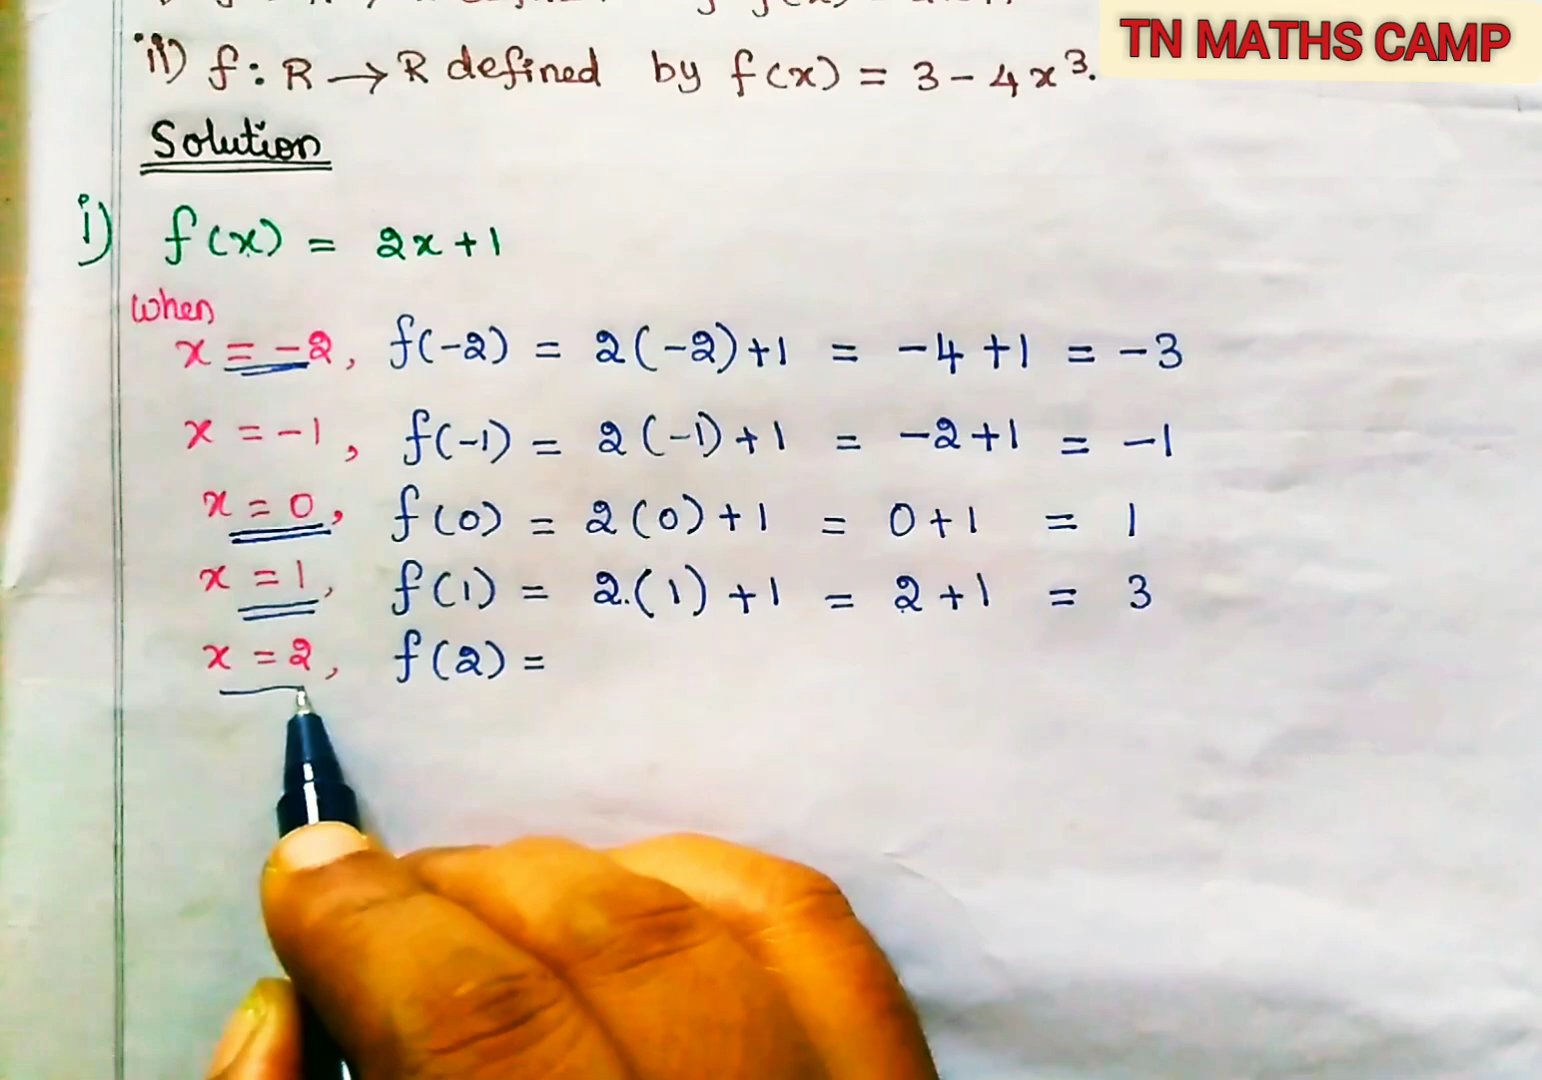 TN MATHS CAMP
ii) f : R → R defined by f(x) = 3 - 4x³.
Solution
i) f(x) = 2x + 1
When
x = -2, f(-2) = 2(-2)+1 = -4+1 = -3
x = -1, f(-1) = 2(-1)+1 = -2+1 = -1
x = 0, f(0) = 2(0)+1 = 0+1 = 1
x = 1, f(1) = 2.(1)+1 = 2+1 = 3
x = 2, f(2) =